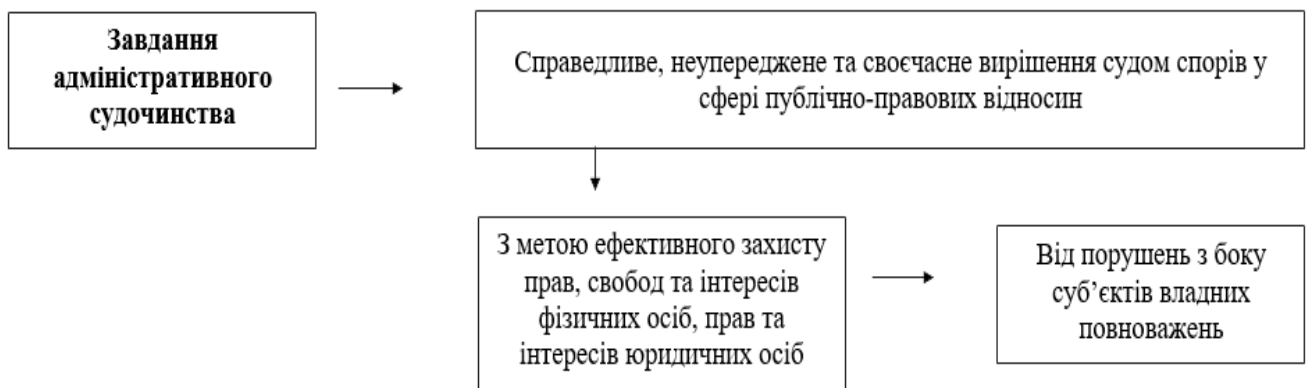 Завдання
адміністративного
судочинства
Справедливе, неупереджене та своєчасне вирішення судом спорів у
сфері публічно-правових відносин
З метою ефективного захисту
прав, свобод та інтересів
фізичних осіб, прав та
інтересів юридичних осіб
Від порушень з боку
суб’єктів владних
повноважень